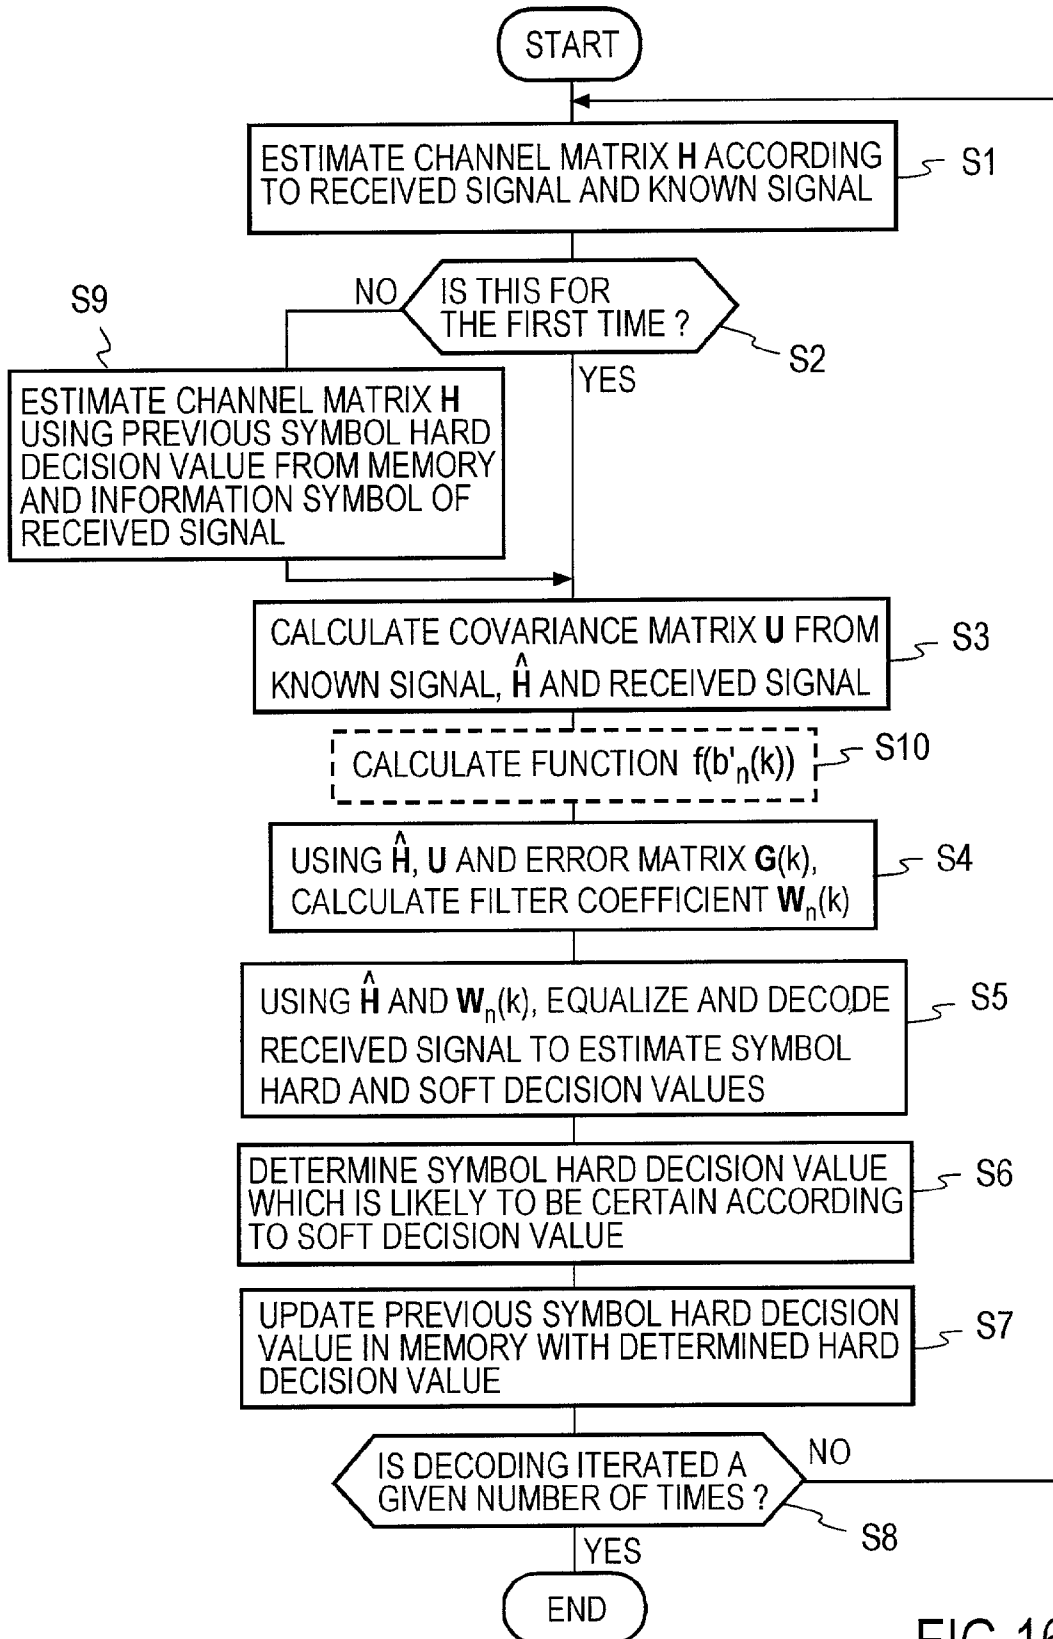 START
ESTIMATE CHANNEL MATRIX H ACCORDING
TO RECEIVED SIGNAL AND KNOWN SIGNAL
S1
IS THIS FOR
THE FIRST TIME ?
NO
S2
YES
S9
ESTIMATE CHANNEL MATRIX H
USING PREVIOUS SYMBOL HARD
DECISION VALUE FROM MEMORY
AND INFORMATION SYMBOL OF
RECEIVED SIGNAL
CALCULATE COVARIANCE MATRIX U FROM
KNOWN SIGNAL, Ĥ AND RECEIVED SIGNAL
S3
CALCULATE FUNCTION f(b'ₙ(k))
S10
USING Ĥ, U AND ERROR MATRIX G(k),
CALCULATE FILTER COEFFICIENT Wₙ(k)
S4
USING Ĥ AND Wₙ(k), EQUALIZE AND DECODE
RECEIVED SIGNAL TO ESTIMATE SYMBOL
HARD AND SOFT DECISION VALUES
S5
DETERMINE SYMBOL HARD DECISION VALUE
WHICH IS LIKELY TO BE CERTAIN ACCORDING
TO SOFT DECISION VALUE
S6
UPDATE PREVIOUS SYMBOL HARD DECISION
VALUE IN MEMORY WITH DETERMINED HARD
DECISION VALUE
S7
IS DECODING ITERATED A
GIVEN NUMBER OF TIMES ?
NO
S8
YES
END
FIG.16